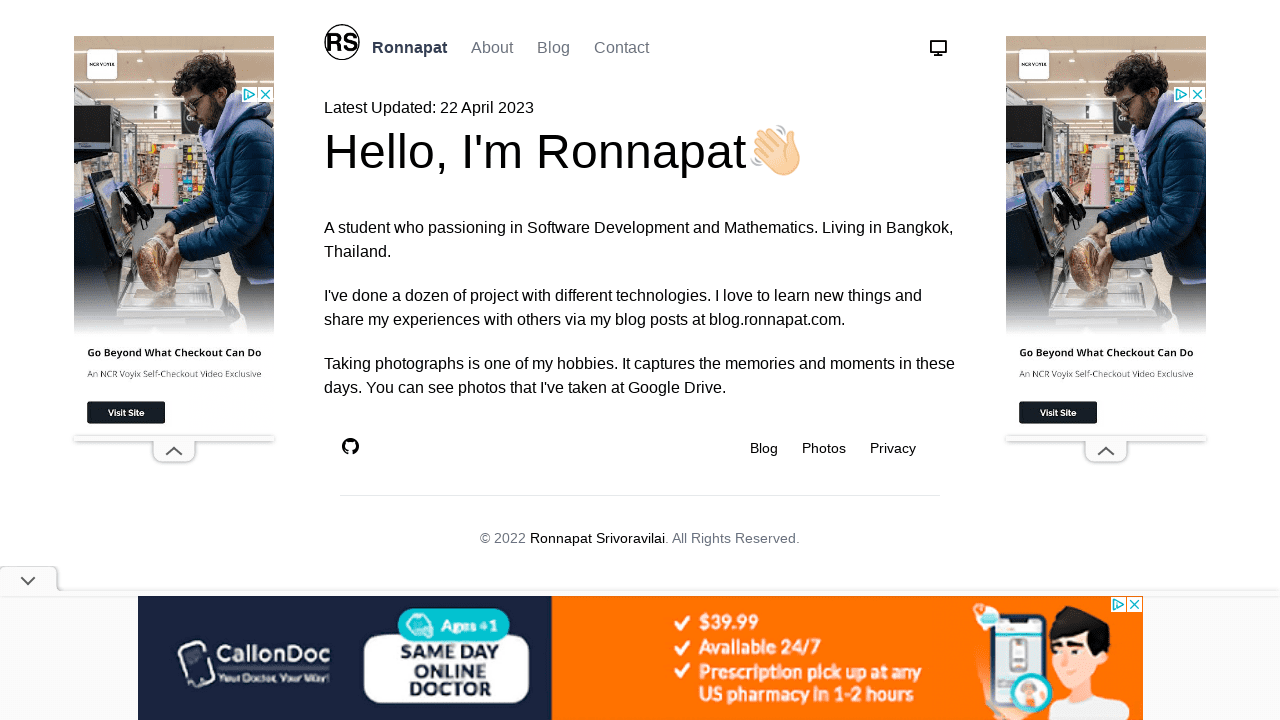 RS
Ronnapat About Blog Contact
Latest Updated: 22 April 2023
Hello, I'm Ronnapat
A student who passioning in Software Development and Mathematics. Living in Bangkok,
Thailand.
I've done a dozen of project with different technologies. I love to learn new things and
share my experiences with others via my blog posts at blog.ronnapat.com.
Taking photographs is one of my hobbies. It captures the memories and moments in these
days. You can see photos that I've taken at Google Drive.
Blog Photos Privacy
© 2022 Ronnapat Srivoravilai. All Rights Reserved.
NCR VOYIX
Go Beyond What Checkout Can Do
An NCR Voyix Self-Checkout Video Exclusive
Visit Site
NCR VOYIX
Go Beyond What Checkout Can Do
An NCR Voyix Self-Checkout Video Exclusive
Visit Site
CallonDoc
Your Doctor, Your Way!
Ages 4+
SAME DAY
ONLINE
DOCTOR
$39.99
Available 24/7
Prescription pick up at any
US pharmacy in 1-2 hours